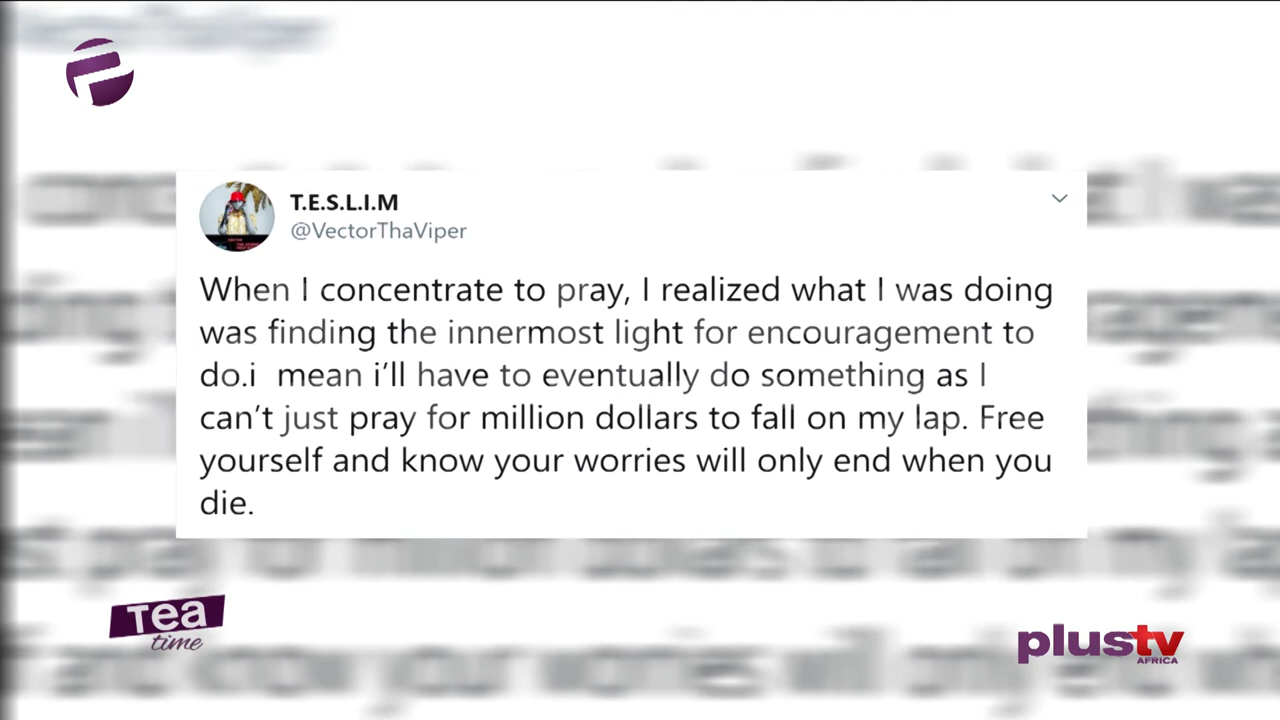 T.E.S.L.I.M
@VectorThaViper
When I concentrate to pray, I realized what I was doing
was finding the innermost light for encouragement to
do.i  mean i'll have to eventually do something as I
can't just pray for million dollars to fall on my lap. Free
yourself and know your worries will only end when you
die.
Tea
time
plustv
AFRICA